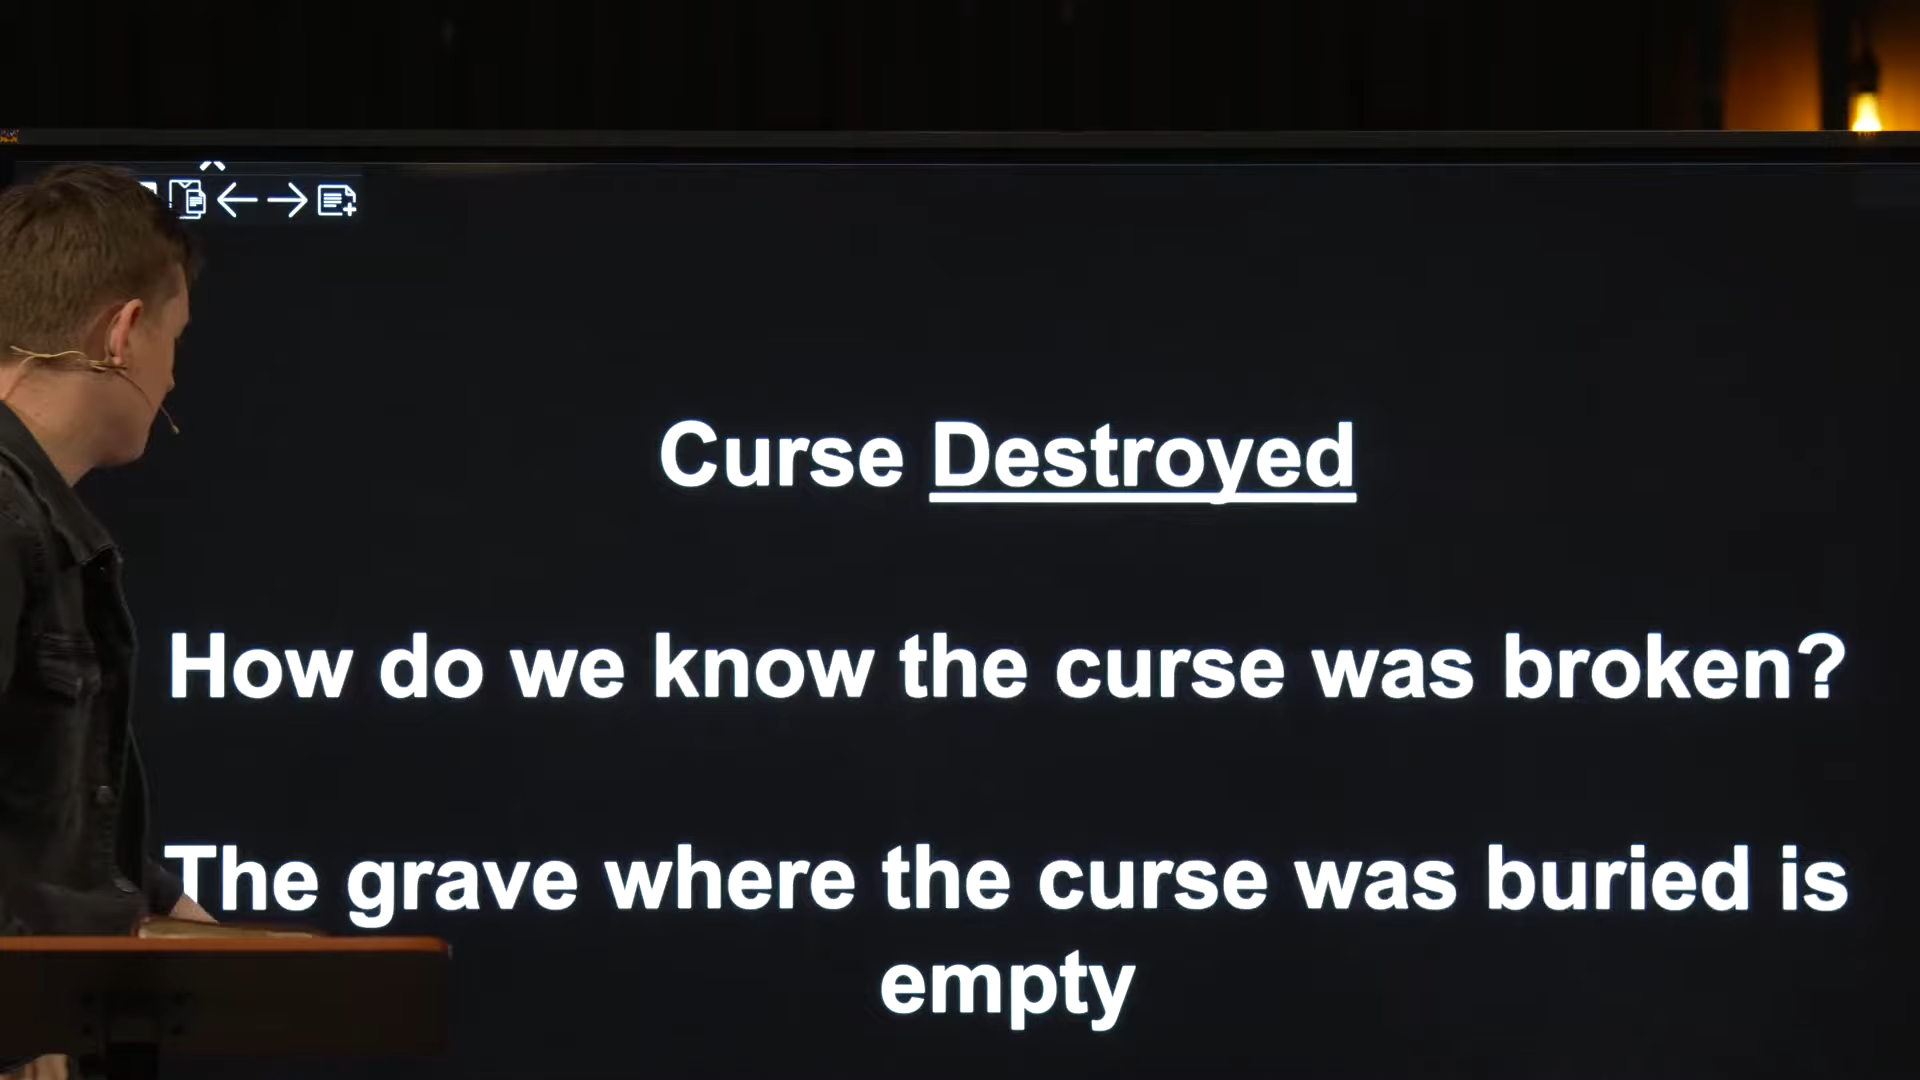 Curse Destroyed
How do we know the curse was broken?
The grave where the curse was buried is
empty